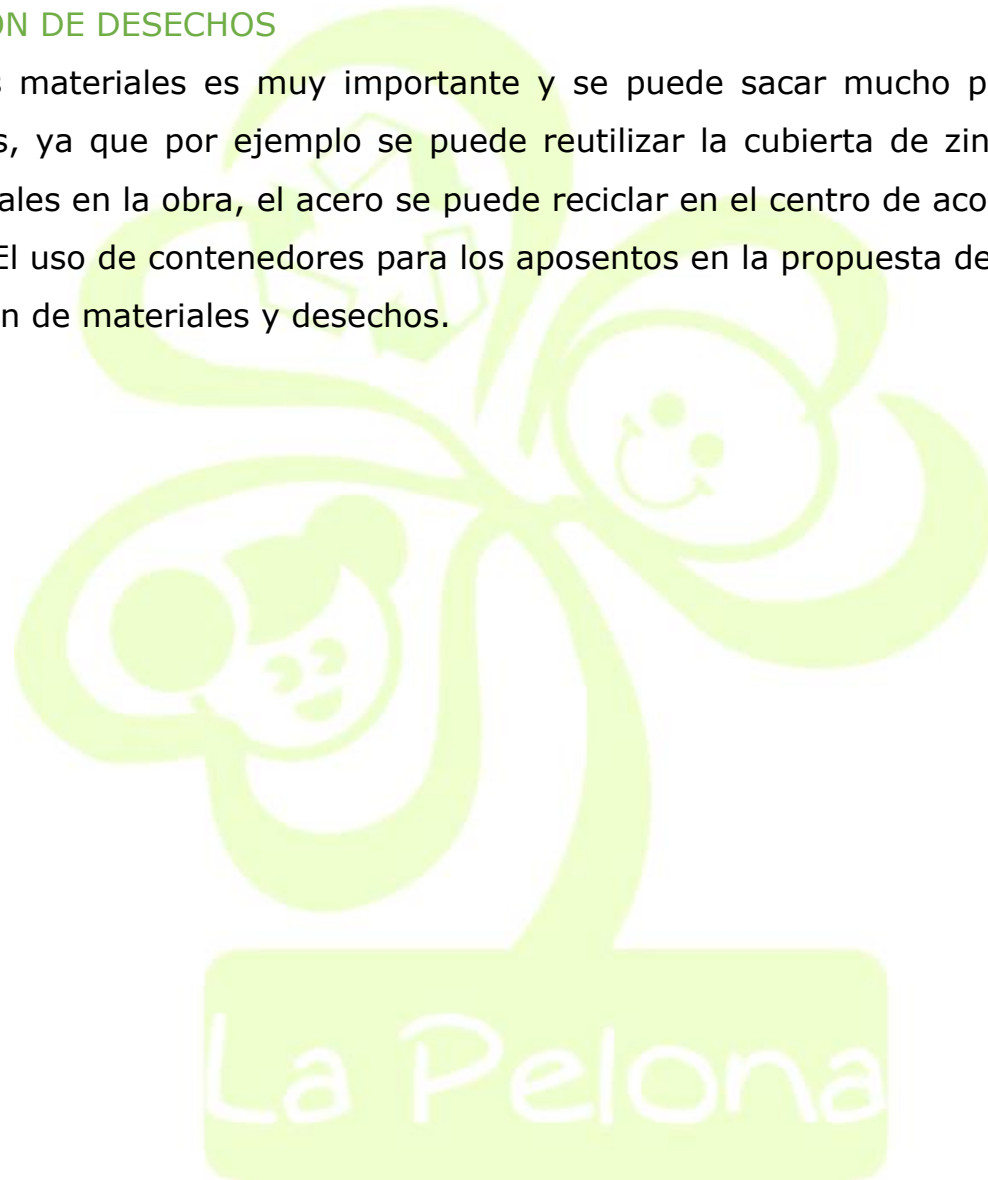 ÓN DE DESECHOS
s materiales es muy importante y se puede sacar mucho p
s, ya que por ejemplo se puede reutilizar la cubierta de zin
ales en la obra, el acero se puede reciclar en el centro de aco
El uso de contenedores para los aposentos en la propuesta de
n de materiales y desechos.
La Pelona